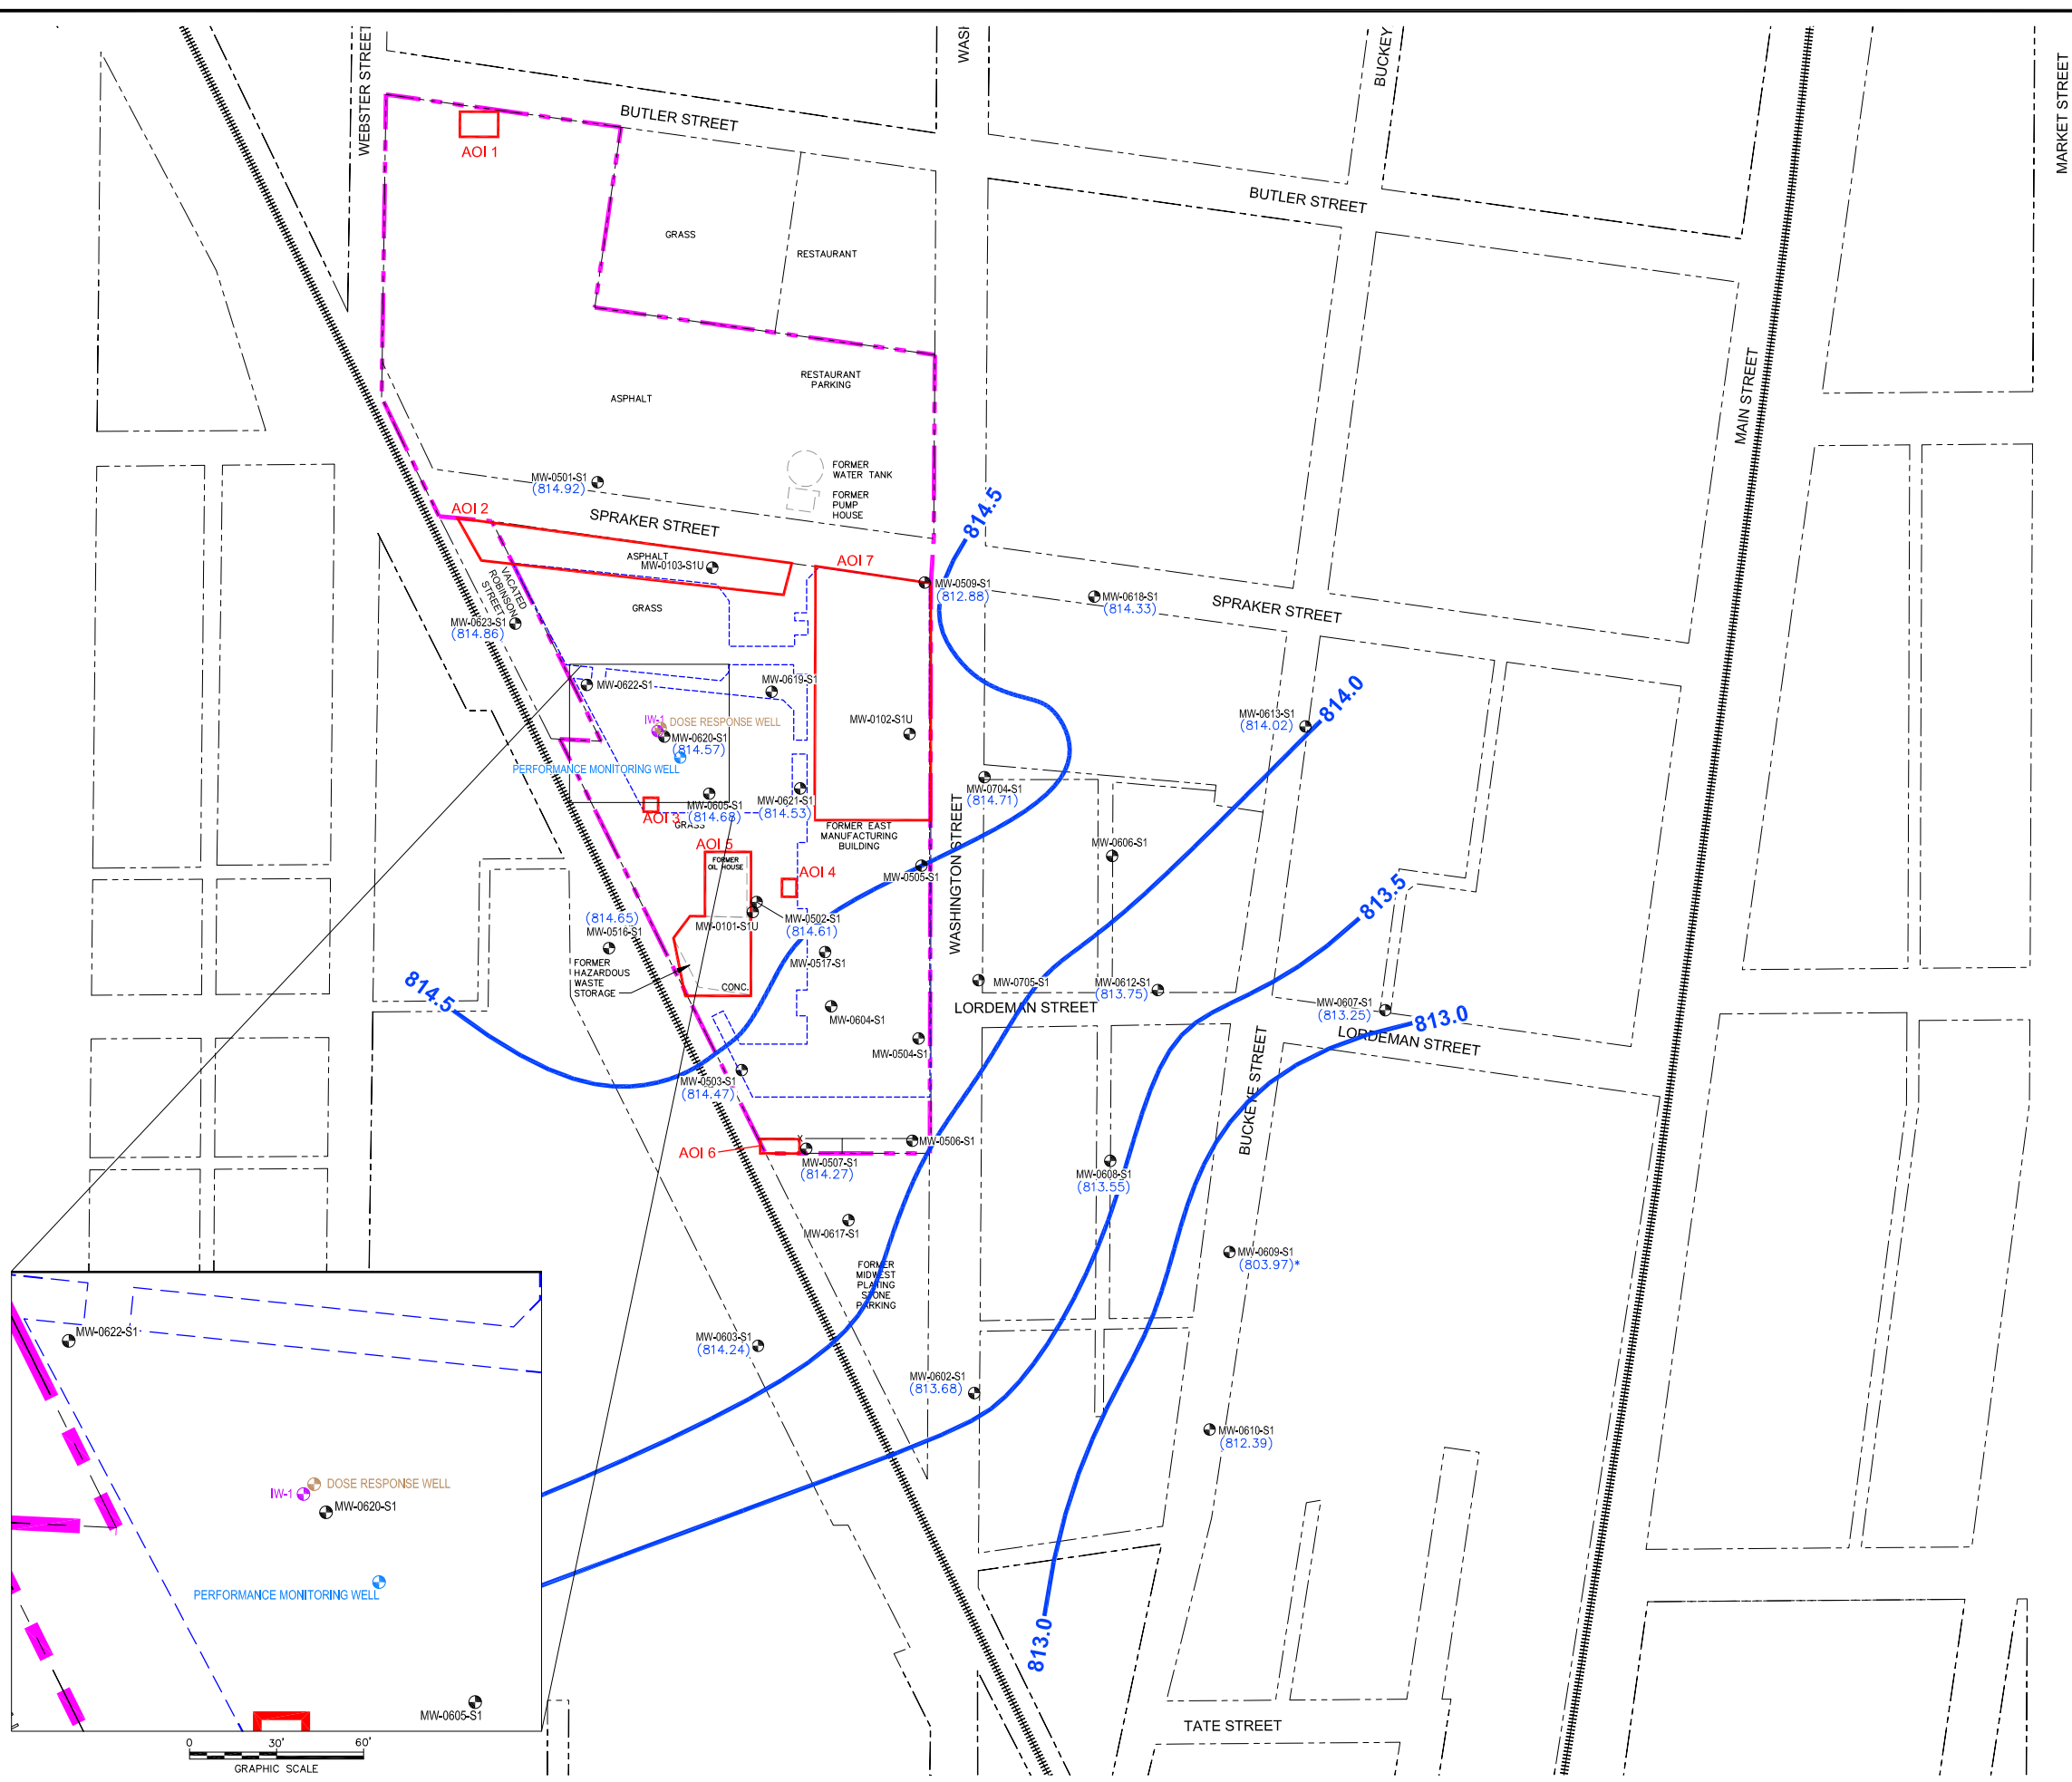 WEBSTER STREET
WASH
BUCKEY
MARKET STREET
BUTLER STREET
AOI 1
BUTLER STREET
GRASS
RESTAURANT
MAIN STREET
RESTAURANT
PARKING
ASPHALT
FORMER
WATER TANK
FORMER
PUMP
HOUSE
MW-0501-S1
(814.92)
AOI 2
SPRAKER STREET
814.5
ASPHALT
MW-0103-S1U
AOI 7
MW-0509-S1
(812.88)
MW-0618-S1
(814.33)
SPRAKER STREET
VACATED
ROBINSON
STREET
GRASS
MW-0623-S1
(814.86)
MW-0622-S1
MW-0619-S1
814.0
IW-1
DOSE RESPONSE WELL
MW-0102-S1U
MW-0613-S1
(814.02)
MW-0620-S1
(814.57)
PERFORMANCE MONITORING WELL
MW-0704-S1
(814.71)
MW-0605-S1
(814.68)
MW-0621-S1
(814.53)
AOI 3
GRASS
FORMER EAST
MANUFACTURING
BUILDING
WASHINGTON STREET
MW-0606-S1
AOI 5
FORMER
OIL HOUSE
AOI 4
MW-0505-S1
813.5
(814.65)
MW-0516-S1
MW-0502-S1
(814.61)
MW-0101-S1U
MW-0517-S1
FORMER
HAZARDOUS
WASTE
STORAGE
CONC.
814.5
MW-0705-S1
MW-0612-S1
(813.75)
LORDEMAN STREET
MW-0607-S1
(813.25)
813.0
LORDEMAN STREET
MW-0604-S1
MW-0504-S1
BUCKEYE STREET
MW-0503-S1
(814.47)
AOI 6
X
MW-0506-S1
MW-0507-S1
(814.27)
MW-0608-S1
(813.55)
MW-0617-S1
MW-0609-S1
(803.97)*
FORMER
MIDWEST
PLATING
STONE
PARKING
MW-0603-S1
(814.24)
MW-0602-S1
(813.68)
MW-0610-S1
(812.39)
813.0
MW-0622-S1
DOSE RESPONSE WELL
IW-1
MW-0620-S1
PERFORMANCE MONITORING WELL
MW-0605-S1
0 30' 60'
GRAPHIC SCALE
TATE STREET